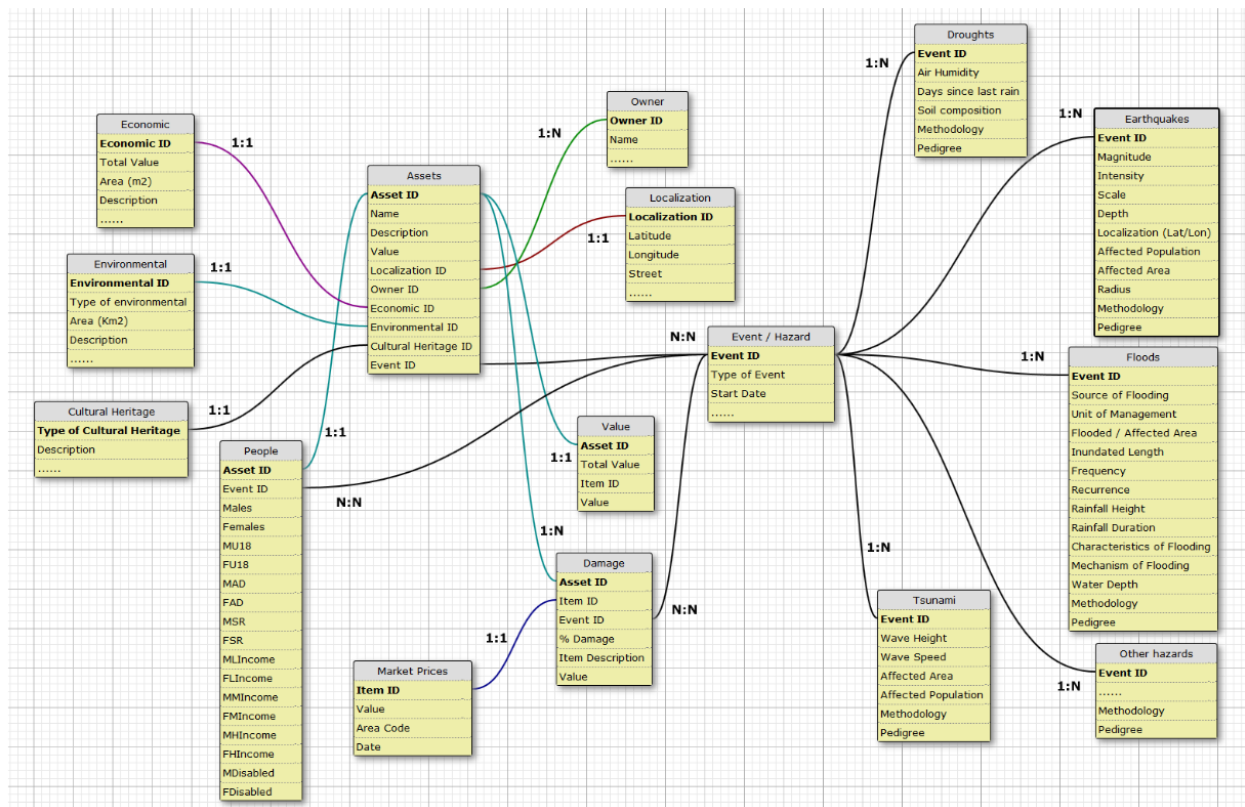 Droughts
Event ID
Air Humidity
Days since last rain
Soil composition
Methodology
Pedigree
1:N
Owner
Owner ID
Name
......
1:N
Economic
Economic ID
Total Value
Area (m2)
Description
......
1:1
Earthquakes
Event ID
Magnitude
Intensity
Scale
Depth
Localization (Lat/Lon)
Affected Population
Affected Area
Radius
Methodology
Pedigree
1:N
Assets
Asset ID
Name
Description
Value
Localization ID
Owner ID
Economic ID
Environmental ID
Cultural Heritage ID
Event ID
Localization
Localization ID
Latitude
Longitude
Street
......
1:1
Environmental
Environmental ID
Type of environmental
Area (Km2)
Description
......
1:1
Event / Hazard
Event ID
Type of Event
Start Date
......
N:N
Floods
Event ID
Source of Flooding
Unit of Management
Flooded / Affected Area
Inundated Length
Frequency
Recurrence
Rainfall Height
Rainfall Duration
Characteristics of Flooding
Mechanism of Flooding
Water Depth
Methodology
Pedigree
1:N
Cultural Heritage
Type of Cultural Heritage
Description
......
1:1
Value
Asset ID
Total Value
Item ID
Value
1:1
People
Asset ID
Event ID
Males
Females
MU18
FU18
MAD
FAD
MSR
FSR
MLIncome
FLIncome
MMIncome
FMIncome
MHIncome
FHIncome
MDisabled
FDisabled
1:1
N:N
Damage
Asset ID
Item ID
Event ID
% Damage
Item Description
Value
1:N
N:N
Market Prices
Item ID
Value
Area Code
Date
1:1
Tsunami
Event ID
Wave Height
Wave Speed
Affected Area
Affected Population
Methodology
Pedigree
1:N
Other hazards
Event ID
......
Methodology
Pedigree
1:N